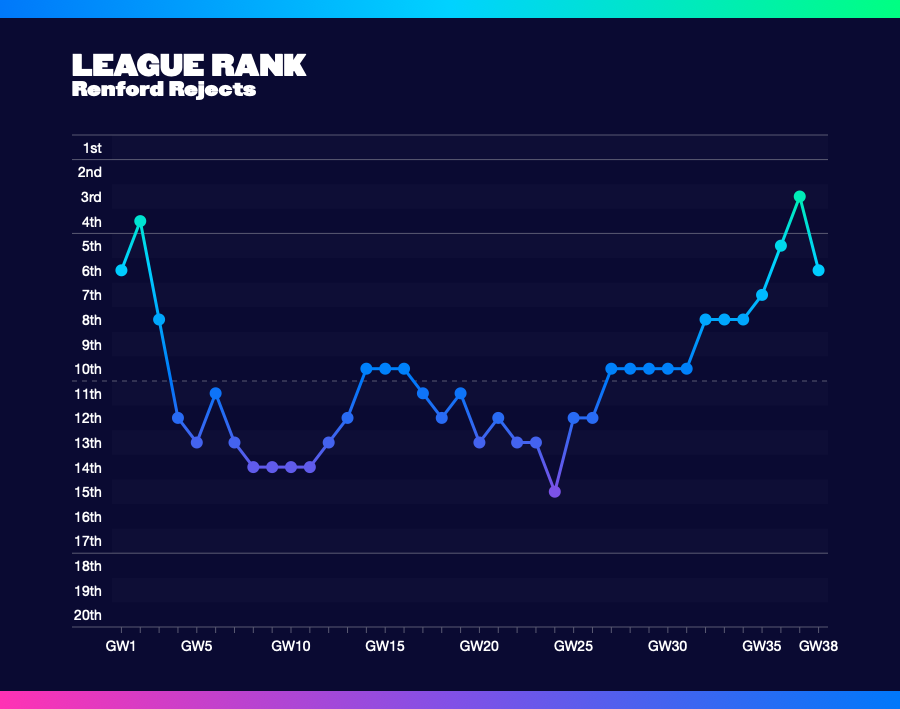 LEAGUE RANK
Renford Rejects
1st
2nd
3rd
4th
5th
6th
7th
8th
9th
10th
11th
12th
13th
14th
15th
16th
17th
18th
19th
20th
GW1 GW5 GW10 GW15 GW20 GW25 GW30 GW35 GW38